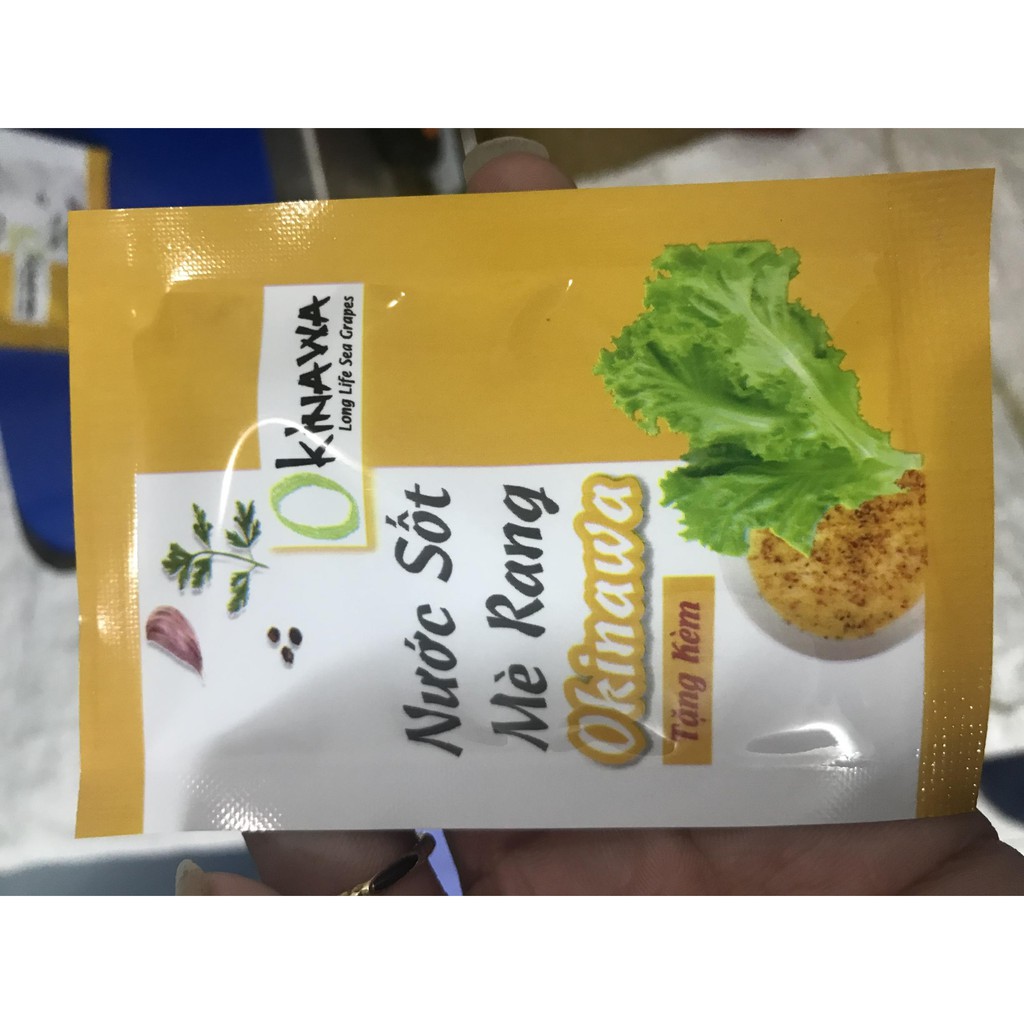 OKiNAWA
Long Life Sea Grapes
Nước Sốt
Mè Rang
Okinawa
Tặng Kèm